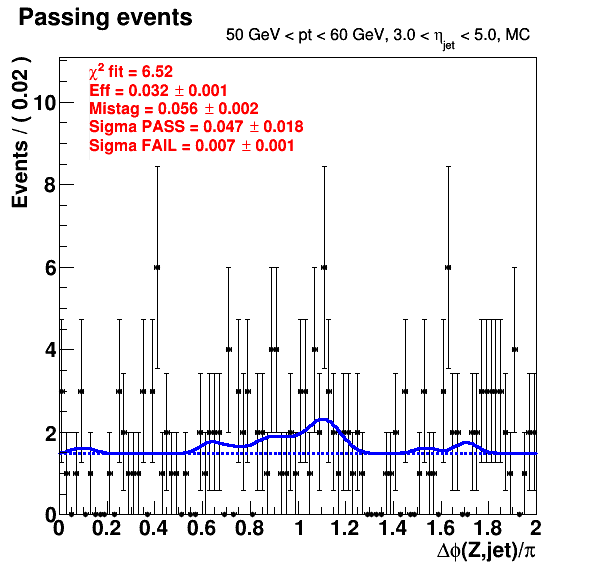 Passing events
50 GeV < pt < 60 GeV, 3.0 < η_jet < 5.0, MC
χ² fit = 6.52
Eff = 0.032 ± 0.001
Mistag = 0.056 ± 0.002
Sigma PASS = 0.047 ± 0.018
Sigma FAIL = 0.007 ± 0.001
Events / ( 0.02 )
10
8
6
4
2
0
0 0.2 0.4 0.6 0.8 1 1.2 1.4 1.6 1.8 2
Δϕ(Z,jet)/π